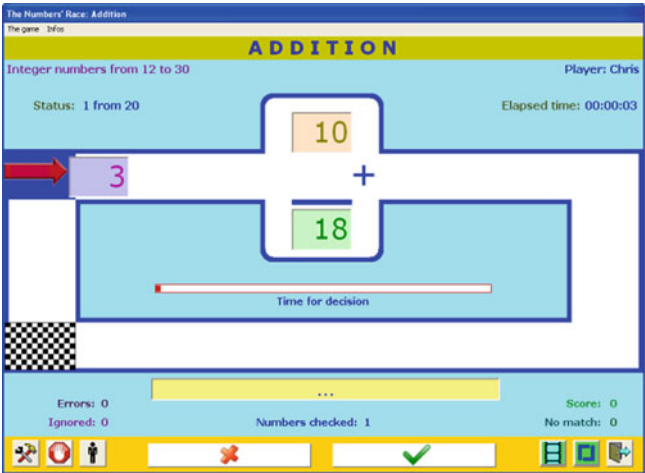 The Numbers' Race: Addition
The game Infos
ADDITION
Integer numbers from 12 to 30
Player: Chris
Status: 1 from 20
Elapsed time: 00:00:03
10
3
+
18
Time for decision
...
Errors: 0
Score: 0
Ignored: 0
Numbers checked: 1
No match: 0